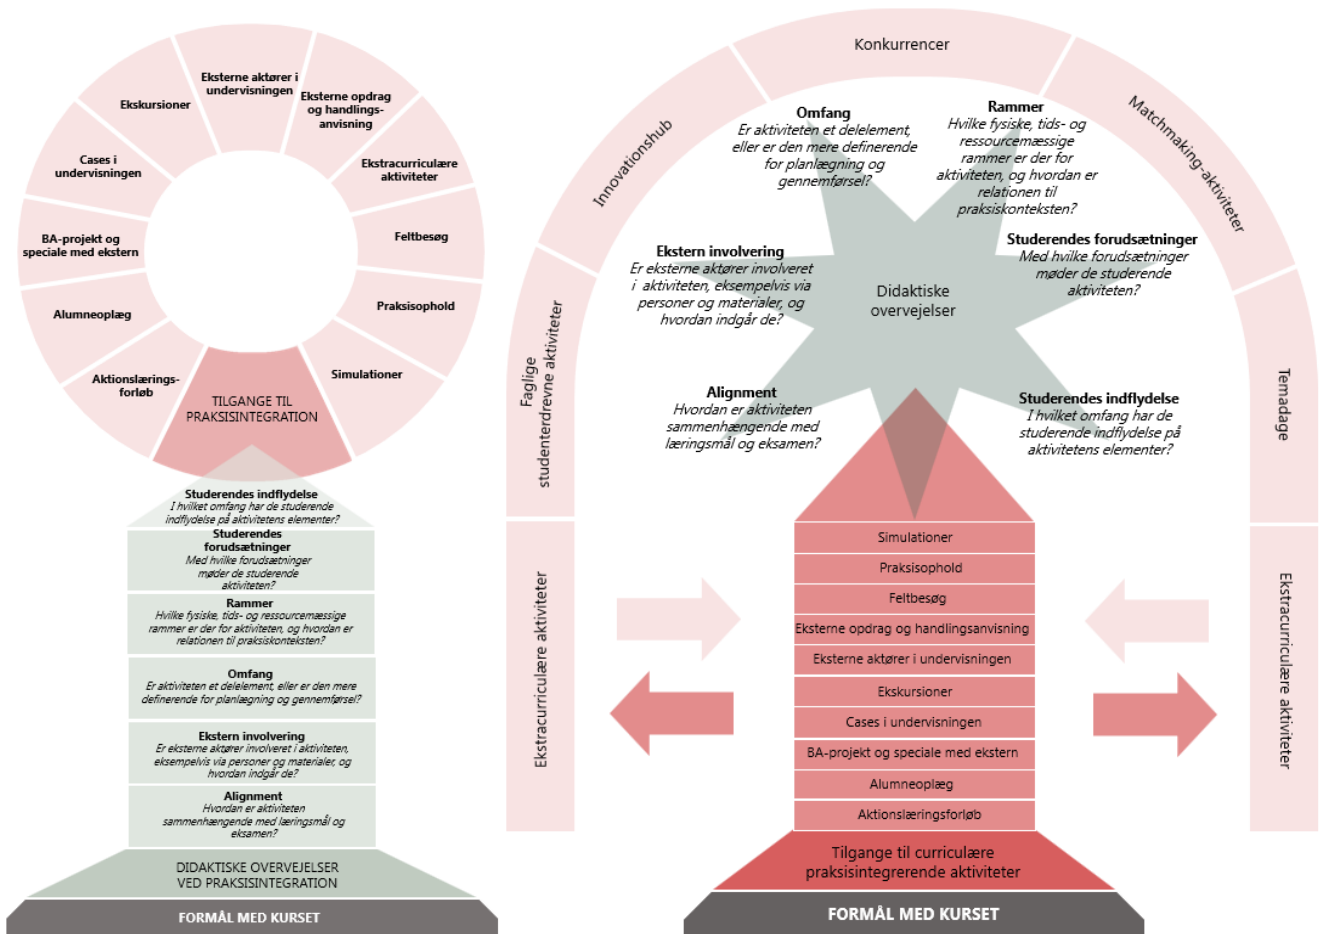 Eksterne aktører i
undervisningen
Eksterne opdrag
og handlings-
anvisning
Ekstracurriculære
aktiviteter
Feltbesøg
Praksisophold
Simulationer
TILGANGE TIL
PRAKSISINTEGRATION
Aktionslærings-
forløb
Alumneoplæg
BA-projekt og
speciale med ekstern
Cases i
undervisningen
Ekskursioner
Studerendes indflydelse
I hvilket omfang har de studerende
indflydelse på aktivitetens elementer?
Studerendes
forudsætninger
Med hvilke forudsætninger
møder de studerende
aktiviteten?
Rammer
Hvilke fysiske, tids- og ressourcemæssige
rammer er der for aktiviteten, og hvordan er
relationen til praksiskonteksten?
Omfang
Er aktiviteten et delelement, eller er den mere
definerende for planlægning og gennemførsel?
Ekstern involvering
Er eksterne aktører involveret i aktiviteten,
eksempelvis via personer og materialer, og
hvordan indgår de?
Alignment
Hvordan er aktiviteten
sammenhængende med læringsmål og
eksamen?
DIDAKTISKE OVERVEJELSER
VED PRAKSISINTEGRATION
FORMÅL MED KURSET
Ekstracurriculære aktiviteter
Faglige
studenterdrevne aktiviteter
Innovationshub
Konkurrencer
Matchmaking-aktiviteter
Temadage
Ekstracurriculære aktiviteter
Omfang
Er aktiviteten et delelement,
eller er den mere definerende
for planlægning og
gennemførsel?
Rammer
Hvilke fysiske, tids- og
ressourcemæssige
rammer er der for
aktiviteten, og hvordan er
relationen til
praksiskonteksten?
Ekstern involvering
Er eksterne aktører involveret
i aktiviteten, eksempelvis via
personer og materialer, og
hvordan indgår de?
Studerendes forudsætninger
Med hvilke forudsætninger
møder de studerende
aktiviteten?
Didaktiske
overvejelser
Alignment
Hvordan er aktiviteten
sammenhængende med
læringsmål og eksamen?
Studerendes indflydelse
I hvilket omfang har de
studerende indflydelse på
aktivitetens elementer?
Simulationer
Praksisophold
Feltbesøg
Eksterne opdrag og handlingsanvisning
Eksterne aktører i undervisningen
Ekskursioner
Cases i undervisningen
BA-projekt og speciale med ekstern
Alumneoplæg
Aktionslæringsforløb
Tilgange til curriculære
praksisintegrerende aktiviteter
FORMÅL MED KURSET